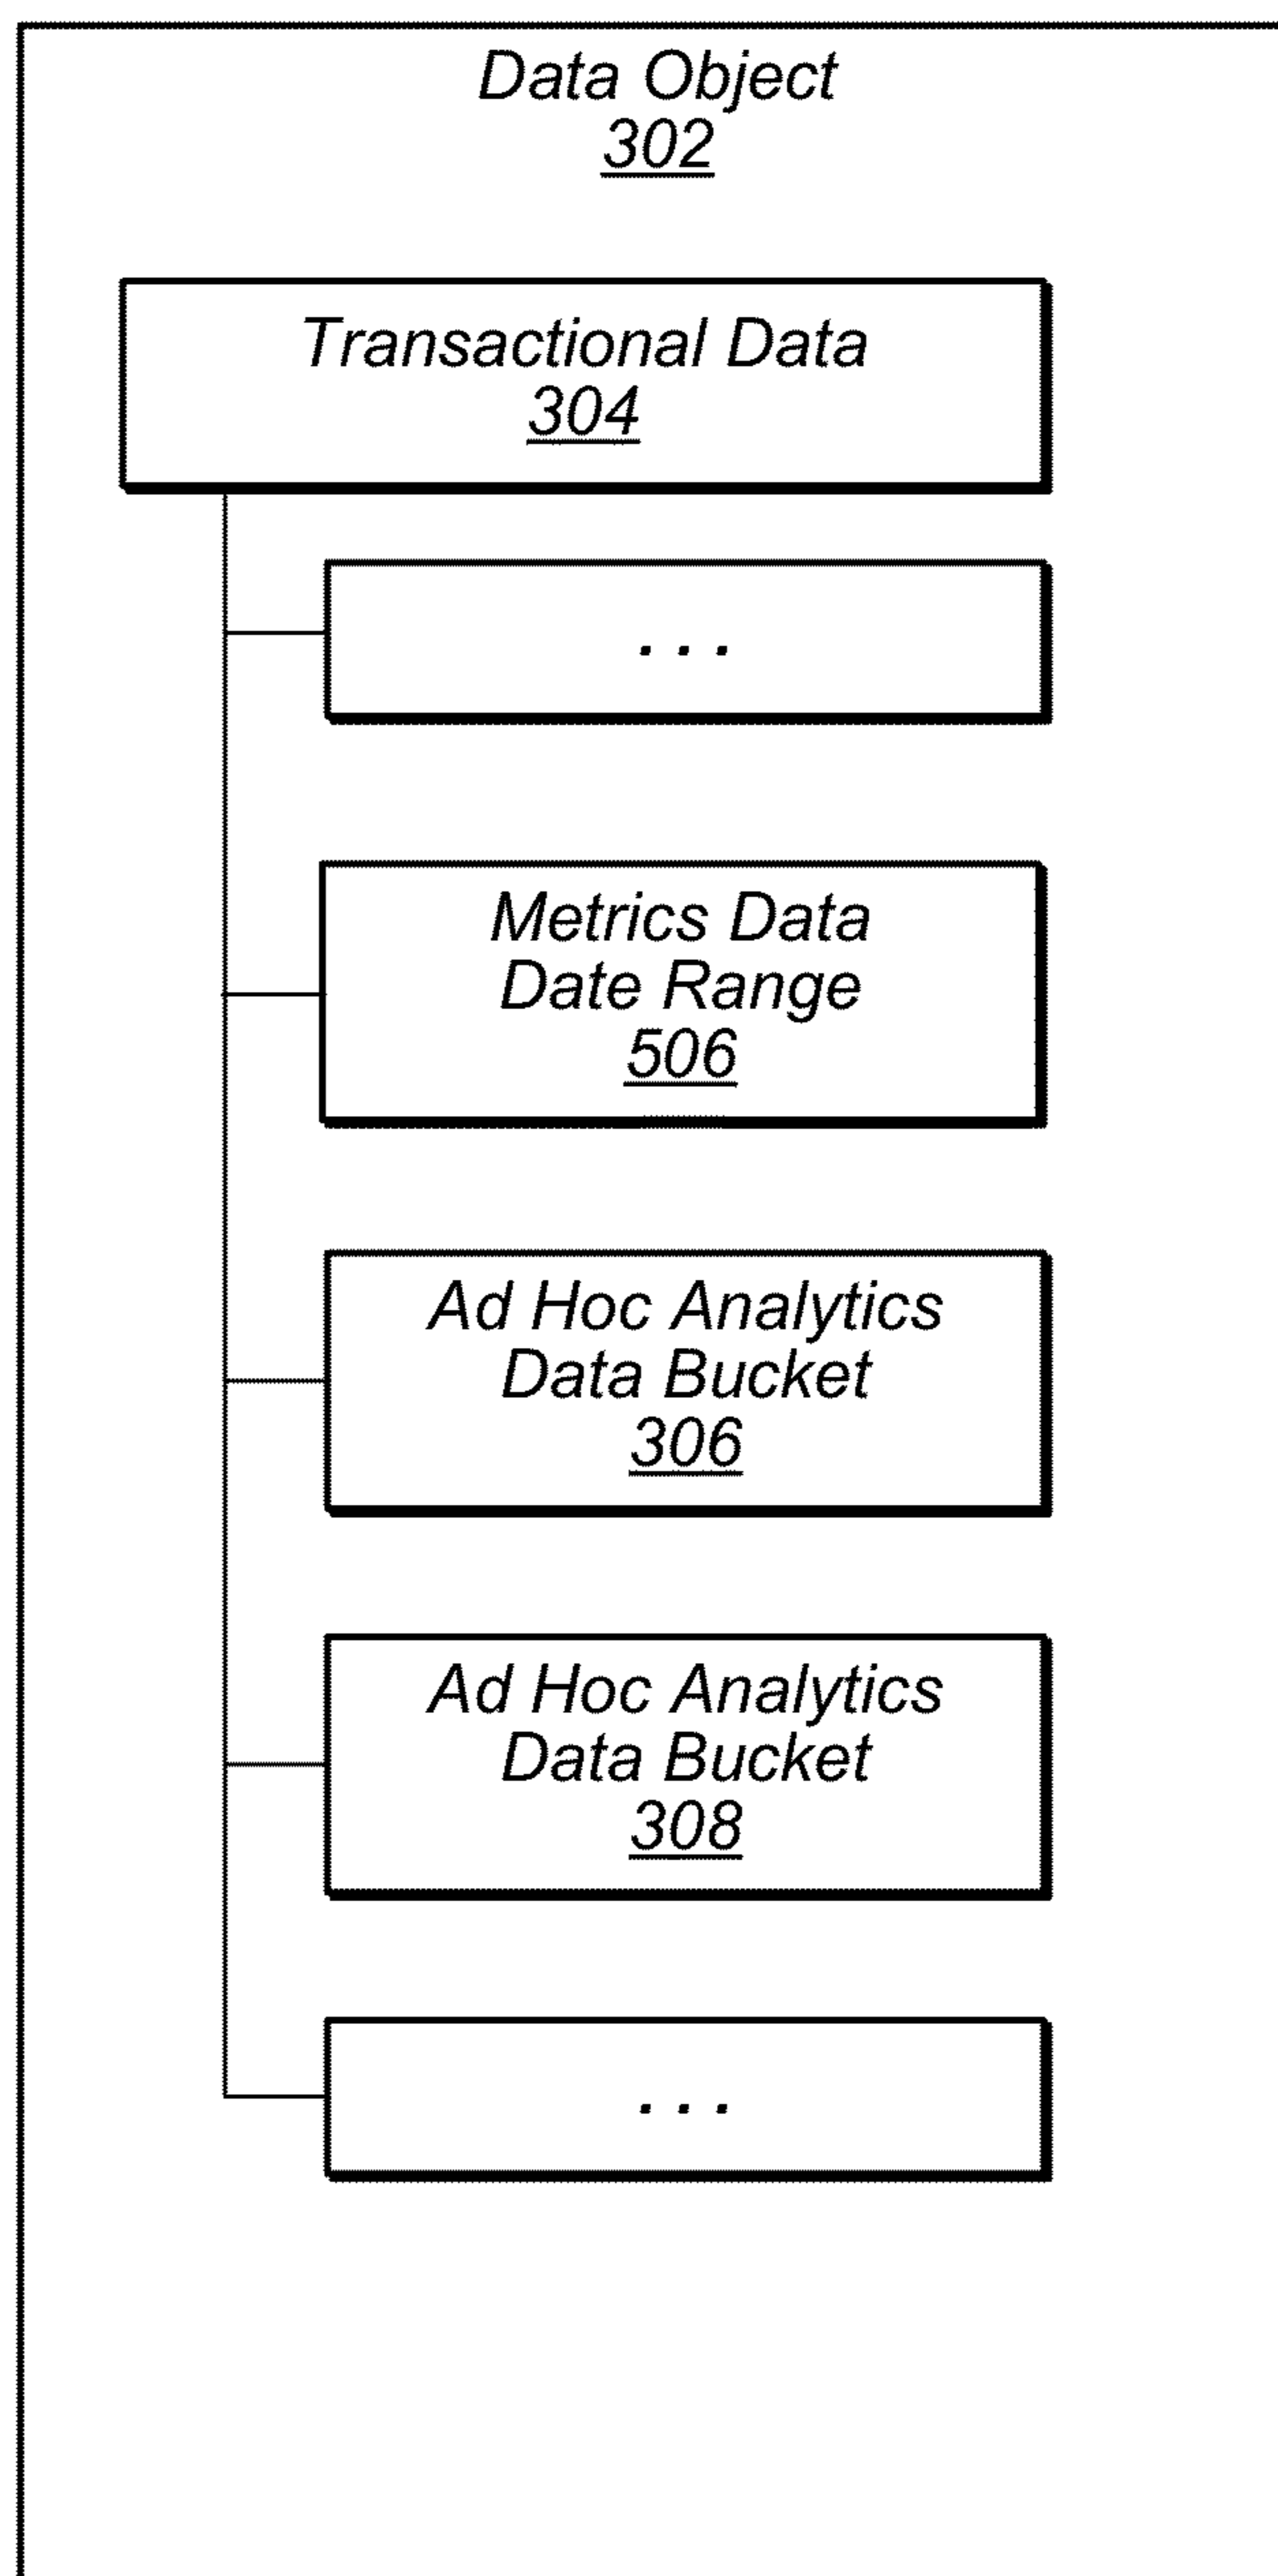 Data Object
302
Transactional Data
304
. . .
Metrics Data
Date Range
506
Ad Hoc Analytics
Data Bucket
306
Ad Hoc Analytics
Data Bucket
308
. . .